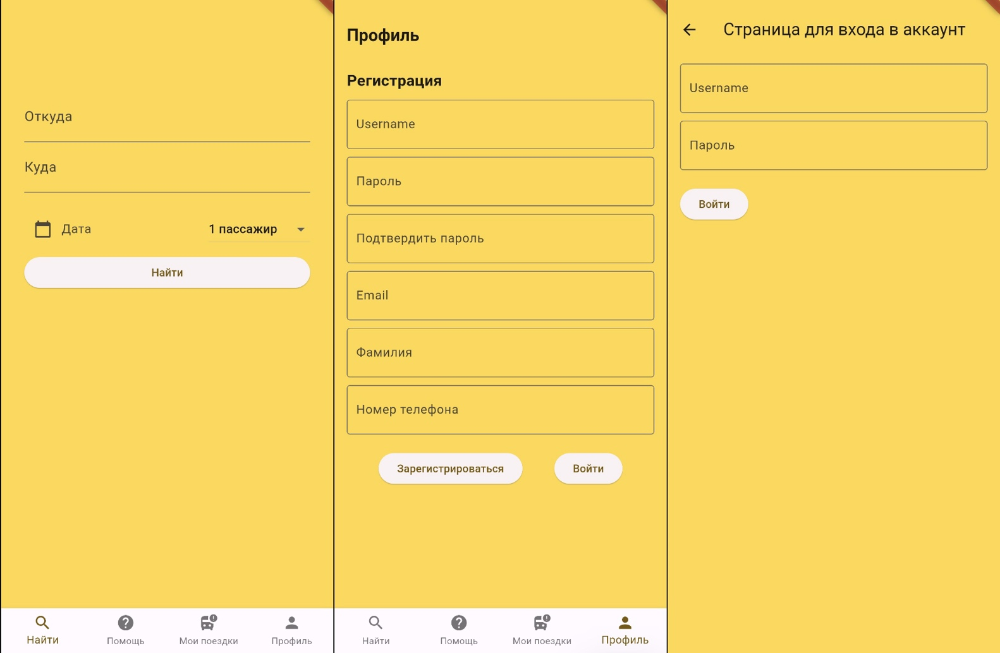 Откуда
Куда
Дата
1 пассажир
Найти
Найти
Помощь
Мои поездки
Профиль
Профиль
Регистрация
Username
Пароль
Подтвердить пароль
Email
Фамилия
Номер телефона
Зарегистрироваться
Войти
Найти
Помощь
Мои поездки
Профиль
Страница для входа в аккаунт
Username
Пароль
Войти